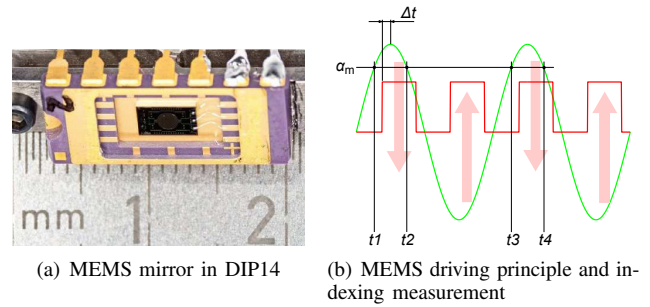 Δt
αm
mm 1 2
t1 t2 t3 t4
(a) MEMS mirror in DIP14
(b) MEMS driving principle and in-
dexing measurement